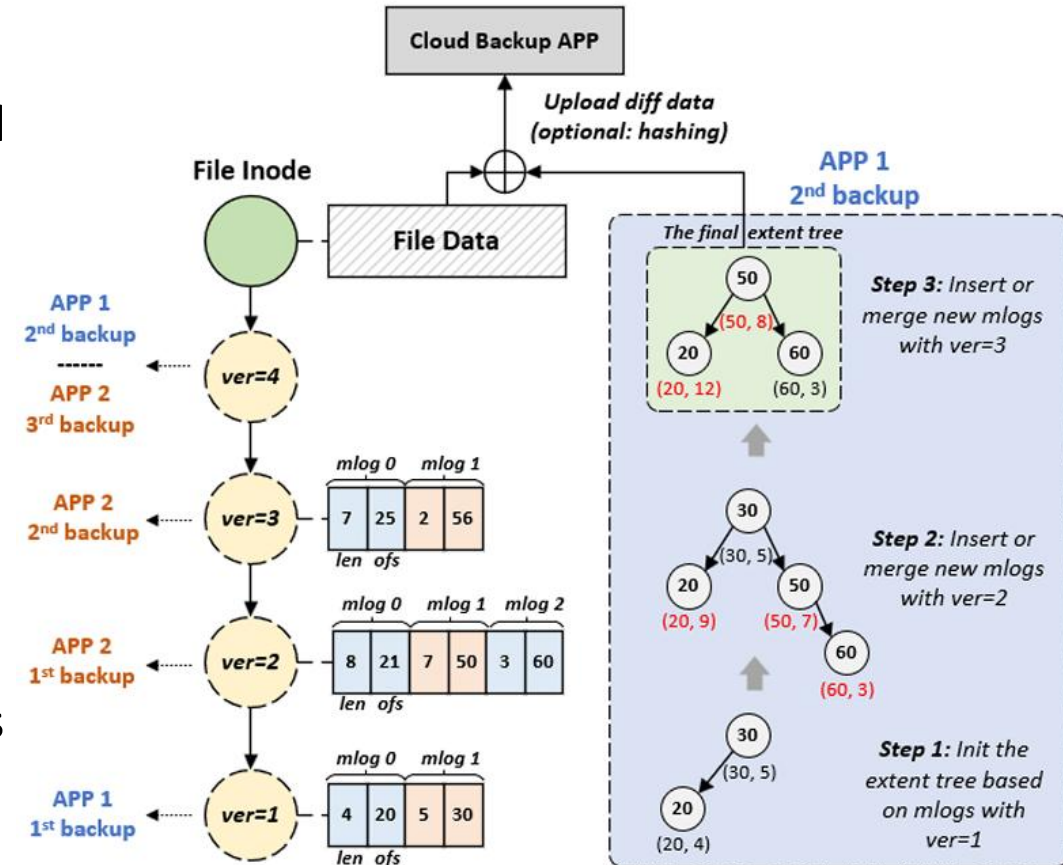 Cloud Backup APP
Upload diff data
(optional: hashing)
File Inode
File Data
APP 1
2nd backup
------
APP 2
3rd backup
ver=4
APP 2
2nd backup
ver=3
mlog 0 mlog 1
7 25 2 56
len ofs
APP 2
1st backup
ver=2
mlog 0 mlog 1 mlog 2
8 21 7 50 3 60
len ofs
APP 1
1st backup
ver=1
mlog 0 mlog 1
4 20 5 30
len ofs
APP 1
2nd backup
The final extent tree
50
(50, 8)
20 60
(20, 12) (60, 3)
Step 3: Insert or
merge new mlogs
with ver=3
30
(30, 5)
20 50
(20, 9) (50, 7)
60
(60, 3)
Step 2: Insert or
merge new mlogs
with ver=2
30
(30, 5)
20
(20, 4)
Step 1: Init the
extent tree based
on mlogs with
ver=1